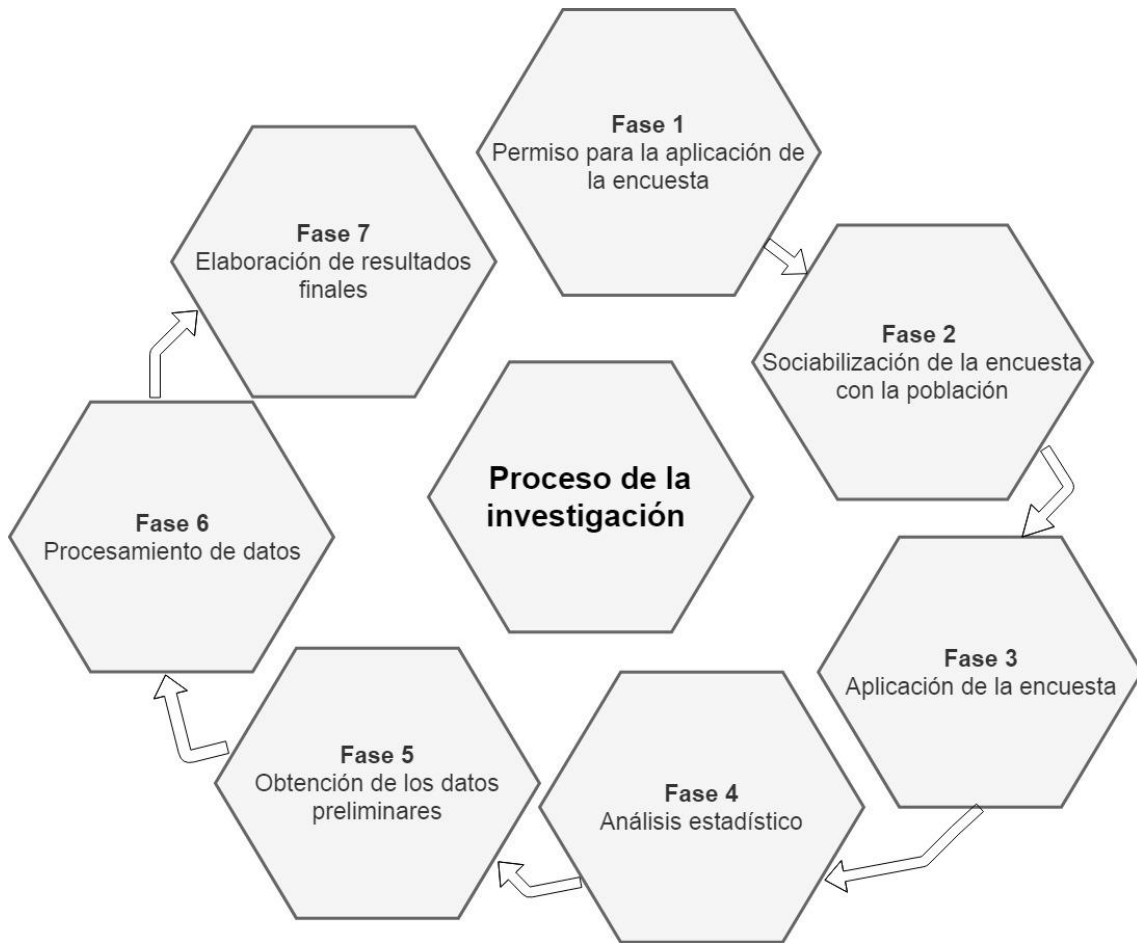 Fase 1
Permiso para la aplicación de
la encuesta
Fase 2
Sociabilización de la encuesta
con la población
Fase 3
Aplicación de la encuesta
Fase 4
Análisis estadístico
Fase 5
Obtención de los datos
preliminares
Fase 6
Procesamiento de datos
Fase 7
Elaboración de resultados
finales
Proceso de la
investigación